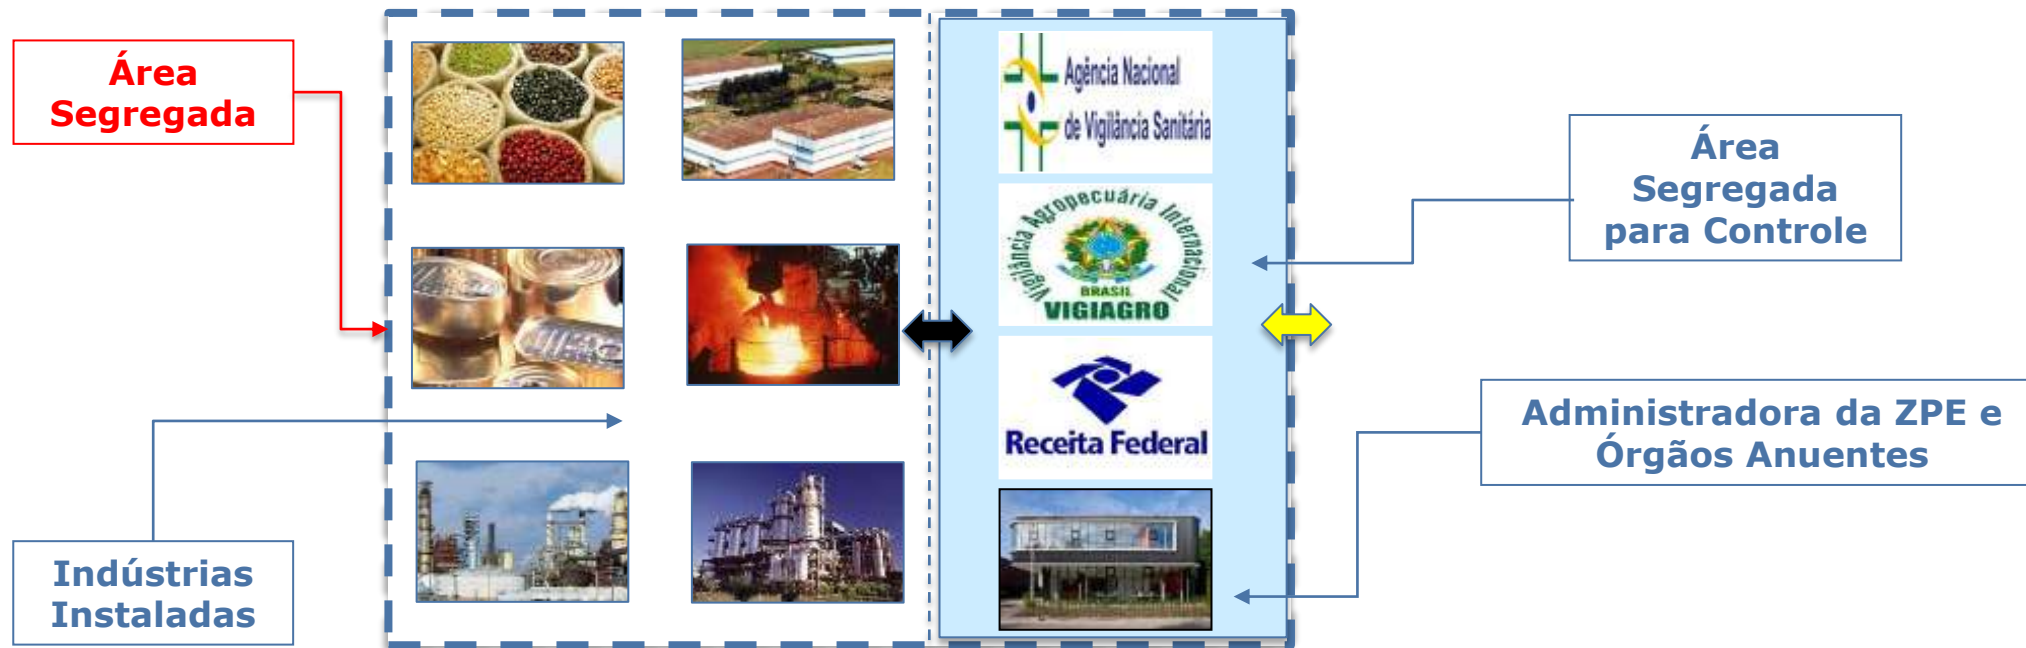 Área
Segregada
Agência Nacional
de Vigilância Sanitária
Vigilância Agropecuária Internacional
BRASIL
VIGIAGRO
Receita Federal
Área
Segregada
para Controle
Administradora da ZPE e
Órgãos Anuentes
Indústrias
Instaladas